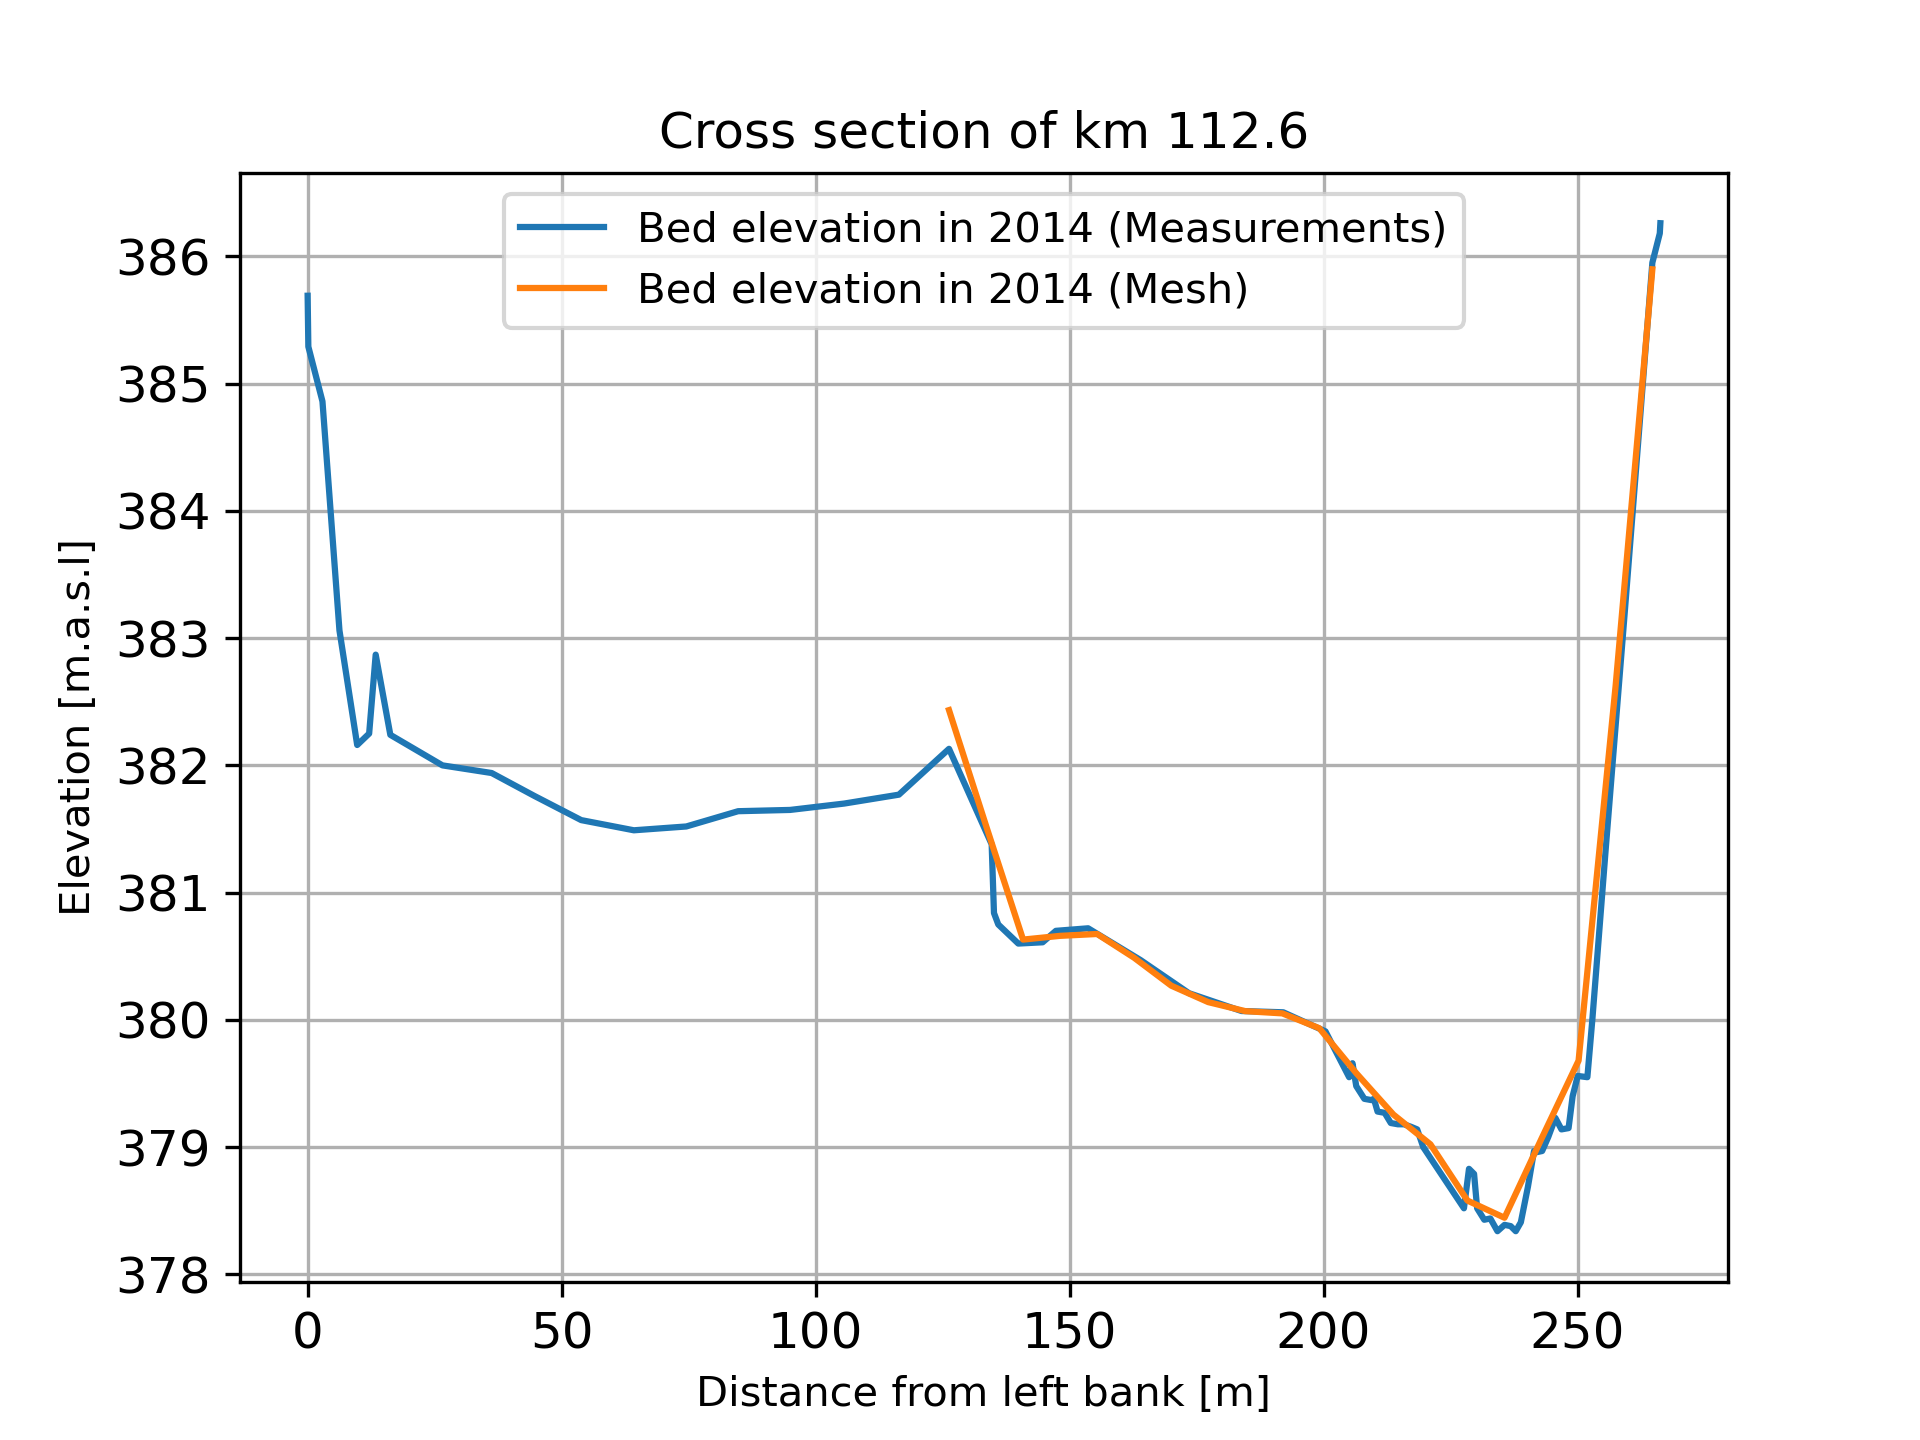 Cross section of km 112.6
Bed elevation in 2014 (Measurements)
Bed elevation in 2014 (Mesh)
Elevation [m.a.s.l]
386
385
384
383
382
381
380
379
378
0 50 100 150 200 250
Distance from left bank [m]